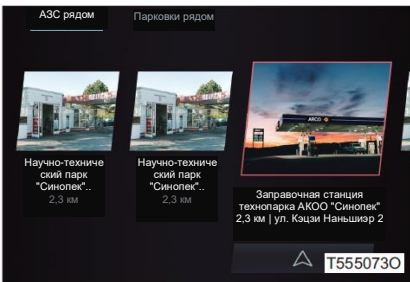 АЗС рядом
Парковки рядом
Научно-техниче
ский парк
"Синопек"..
2,3 км
Научно-техниче
ский парк
"Синопек"..
2,3 км
ARCO
Заправочная станция
технопарка АКОО "Синопек"
2,3 км | ул. Кэцзи Наньшиэр 2
T555073O